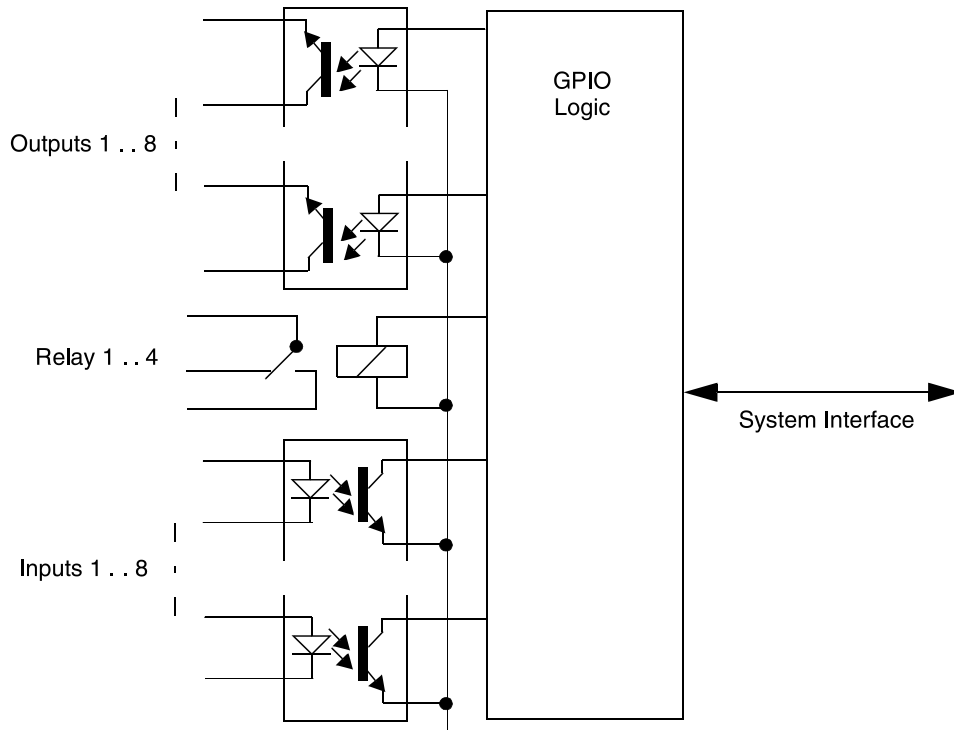 GPIO
Logic
Outputs 1 . . 8
Relay 1 . . 4
System Interface
Inputs 1 . . 8